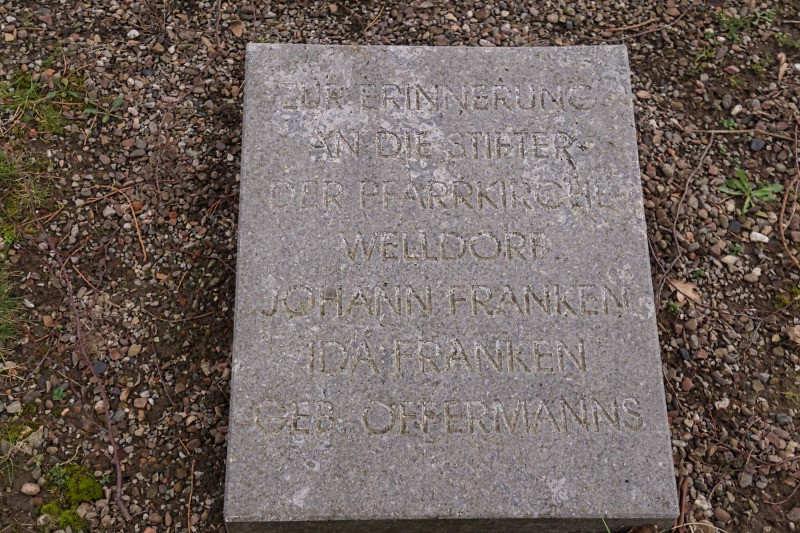 ZUR ERINNERUNG
AN DIE STIFTER
DER PFARRKIRCHE
WELLDORF
JOHANN FRANKEN
IDA FRANKEN
GEB. OFFERMANNS